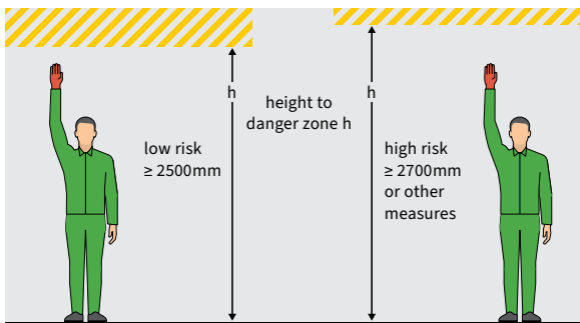 h
height to
danger zone h
h
low risk
≥ 2500mm
high risk
≥ 2700mm
or other
measures